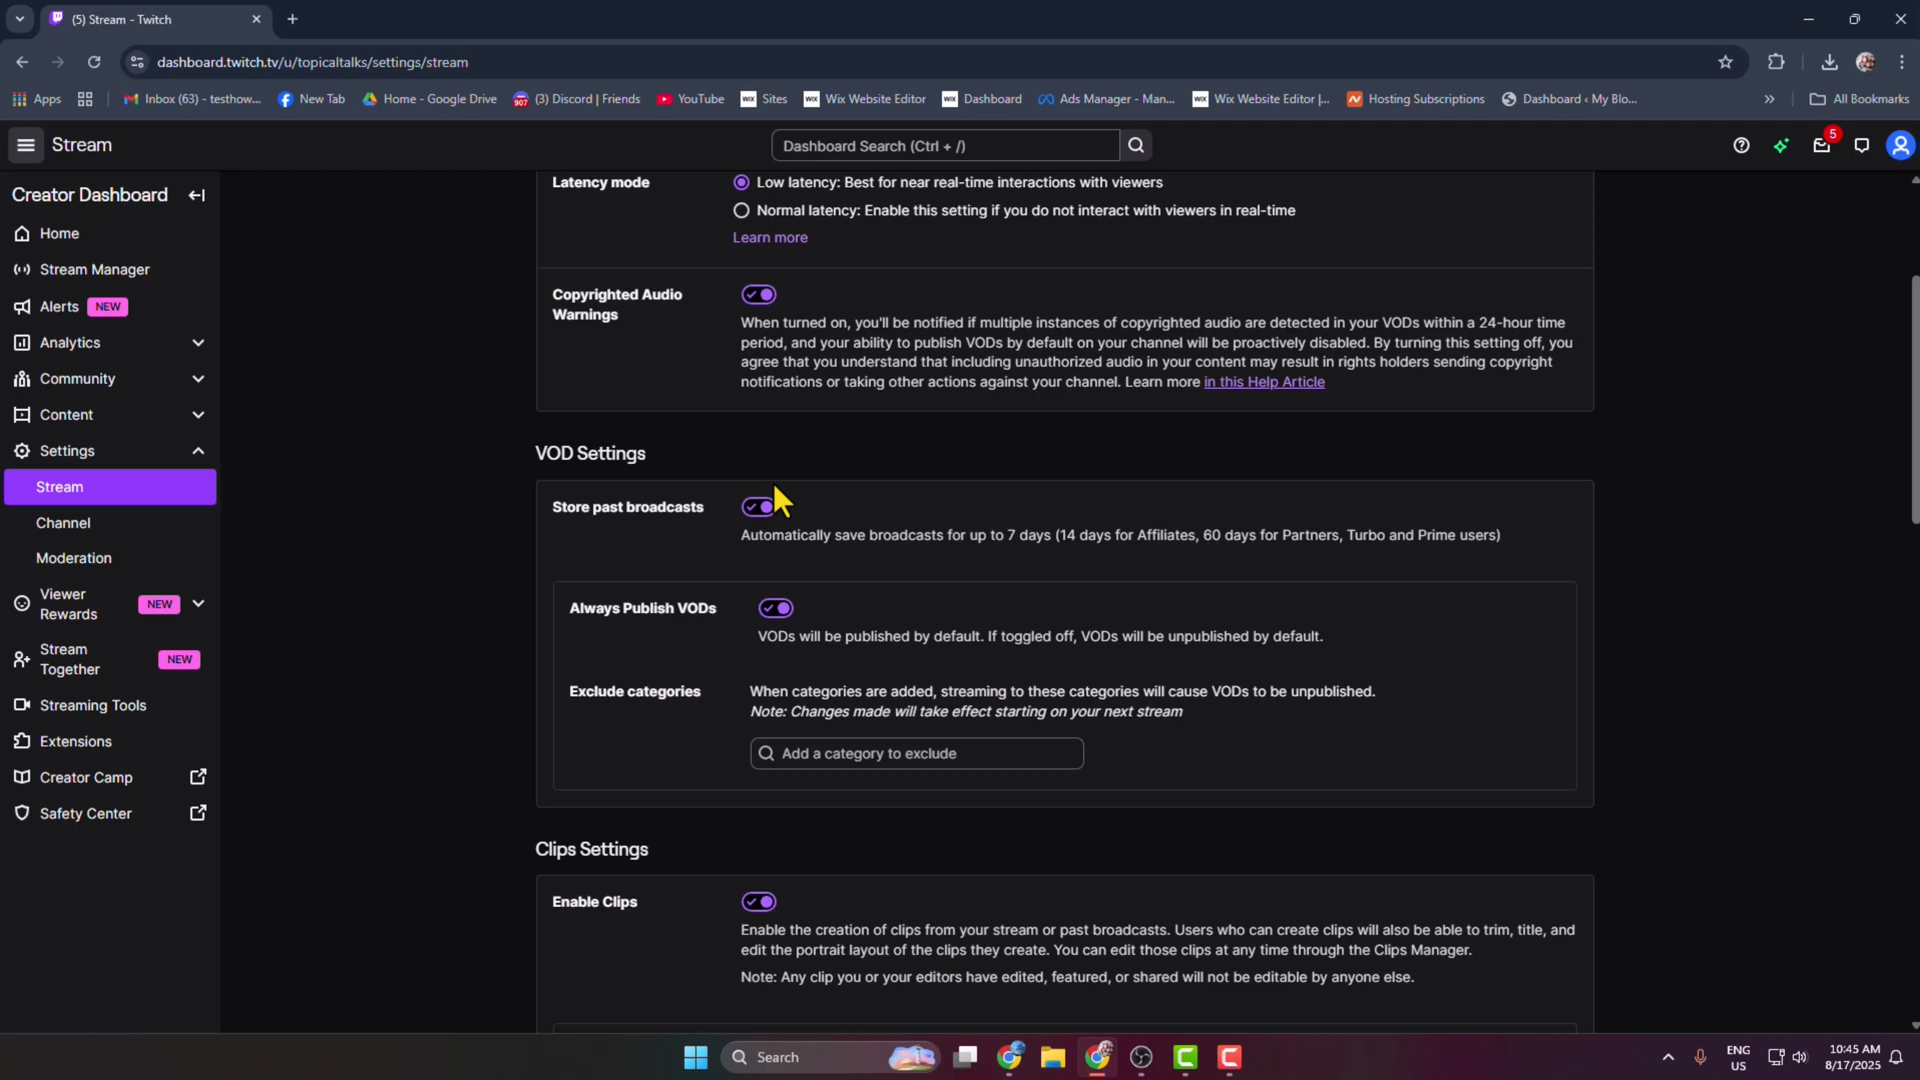 (5) Stream - Twitch
dashboard.twitch.tv/u/topicaltalks/settings/stream
Apps
Inbox (63) - testhow...
New Tab
Home - Google Drive
(3) Discord | Friends
YouTube
WIX Sites
WIX Wix Website Editor
WIX Dashboard
Ads Manager - Man...
WIX Wix Website Editor |...
Hosting Subscriptions
Dashboard ‹ My Blo...
»
All Bookmarks
Stream
Dashboard Search (Ctrl + /)
5
Creator Dashboard
Home
Stream Manager
Alerts NEW
Analytics
Community
Content
Settings
Stream
Channel
Moderation
Viewer
Rewards
NEW
Stream
Together
NEW
Streaming Tools
Extensions
Creator Camp
Safety Center
Latency mode
Low latency: Best for near real-time interactions with viewers
Normal latency: Enable this setting if you do not interact with viewers in real-time
Learn more
Copyrighted Audio
Warnings
When turned on, you'll be notified if multiple instances of copyrighted audio are detected in your VODs within a 24-hour time
period, and your ability to publish VODs by default on your channel will be proactively disabled. By turning this setting off, you
agree that you understand that including unauthorized audio in your content may result in rights holders sending copyright
notifications or taking other actions against your channel. Learn more in this Help Article
VOD Settings
Store past broadcasts
Automatically save broadcasts for up to 7 days (14 days for Affiliates, 60 days for Partners, Turbo and Prime users)
Always Publish VODs
VODs will be published by default. If toggled off, VODs will be unpublished by default.
Exclude categories
When categories are added, streaming to these categories will cause VODs to be unpublished.
Note: Changes made will take effect starting on your next stream
Add a category to exclude
Clips Settings
Enable Clips
Enable the creation of clips from your stream or past broadcasts. Users who can create clips will also be able to trim, title, and
edit the portrait layout of the clips they create. You can edit those clips at any time through the Clips Manager.
Note: Any clip you or your editors have edited, featured, or shared will not be editable by anyone else.
Search
ENG
US
10:45 AM
8/17/2025